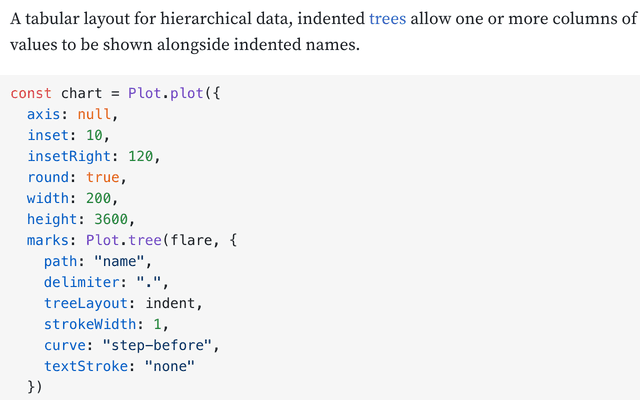 A tabular layout for hierarchical data, indented trees allow one or more columns of
values to be shown alongside indented names.
const chart = Plot.plot({
  axis: null,
  inset: 10,
  insetRight: 120,
  round: true,
  width: 200,
  height: 3600,
  marks: Plot.tree(flare, {
    path: "name",
    delimiter: ".",
    treeLayout: indent,
    strokeWidth: 1,
    curve: "step-before",
    textStroke: "none"
  })